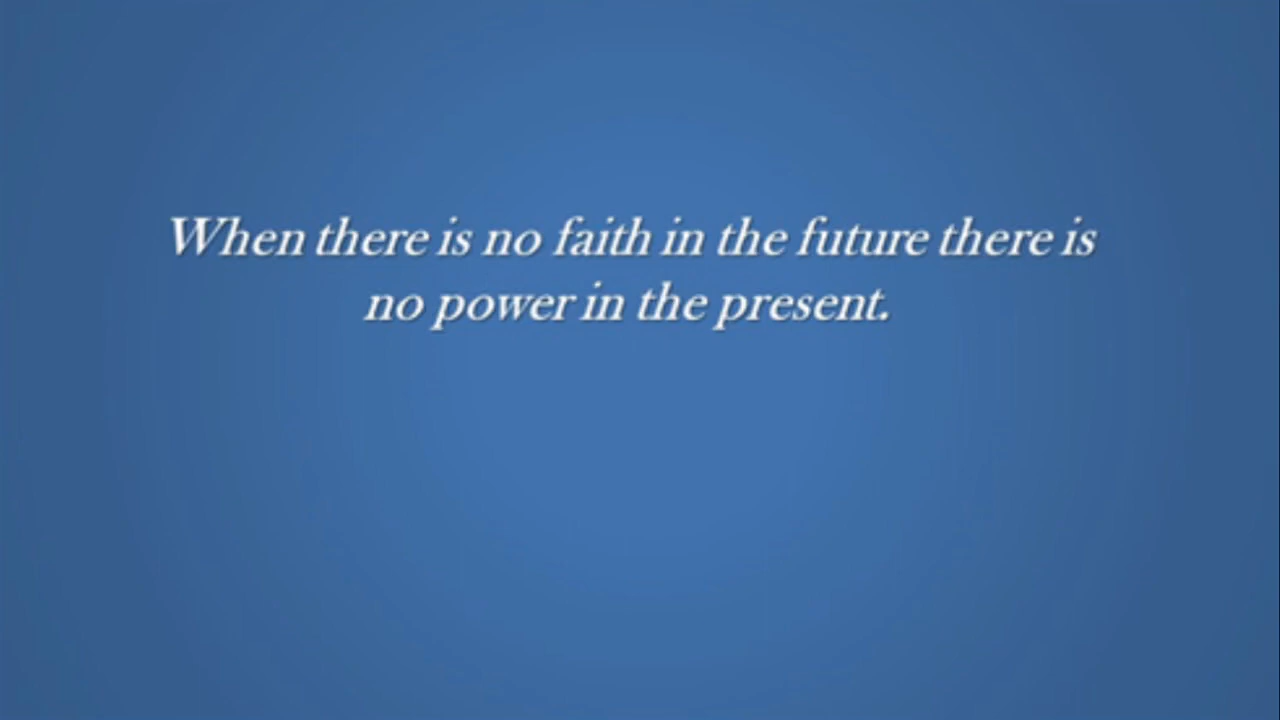 When there is no faith in the future there is
no power in the present.